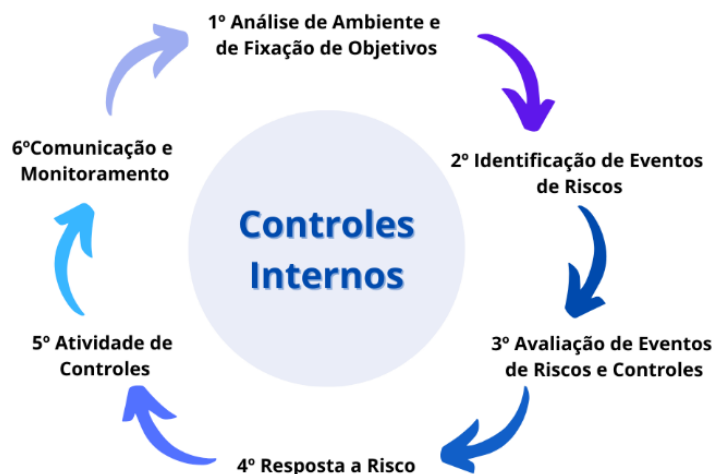 1º Análise de Ambiente e
de Fixação de Objetivos
2º Identificação de Eventos
de Riscos
3º Avaliação de Eventos
de Riscos e Controles
4º Resposta a Risco
5º Atividade de
Controles
6ºComunicação e
Monitoramento
Controles
Internos